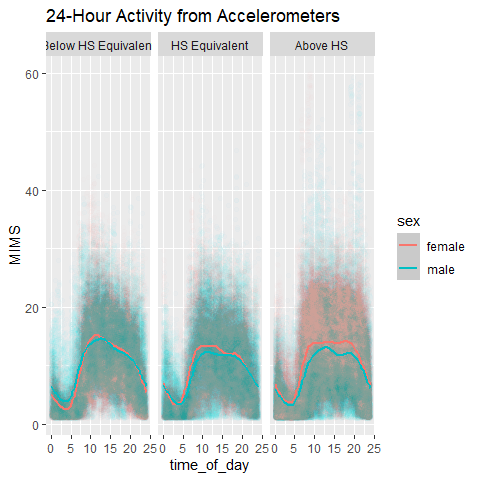 24-Hour Activity from Accelerometers
Below HS Equivalen
HS Equivalent
Above HS
60
40
20
0
MIMS
0 5 10 15 20 25 0 5 10 15 20 25 0 5 10 15 20 25
time_of_day
sex
female
male